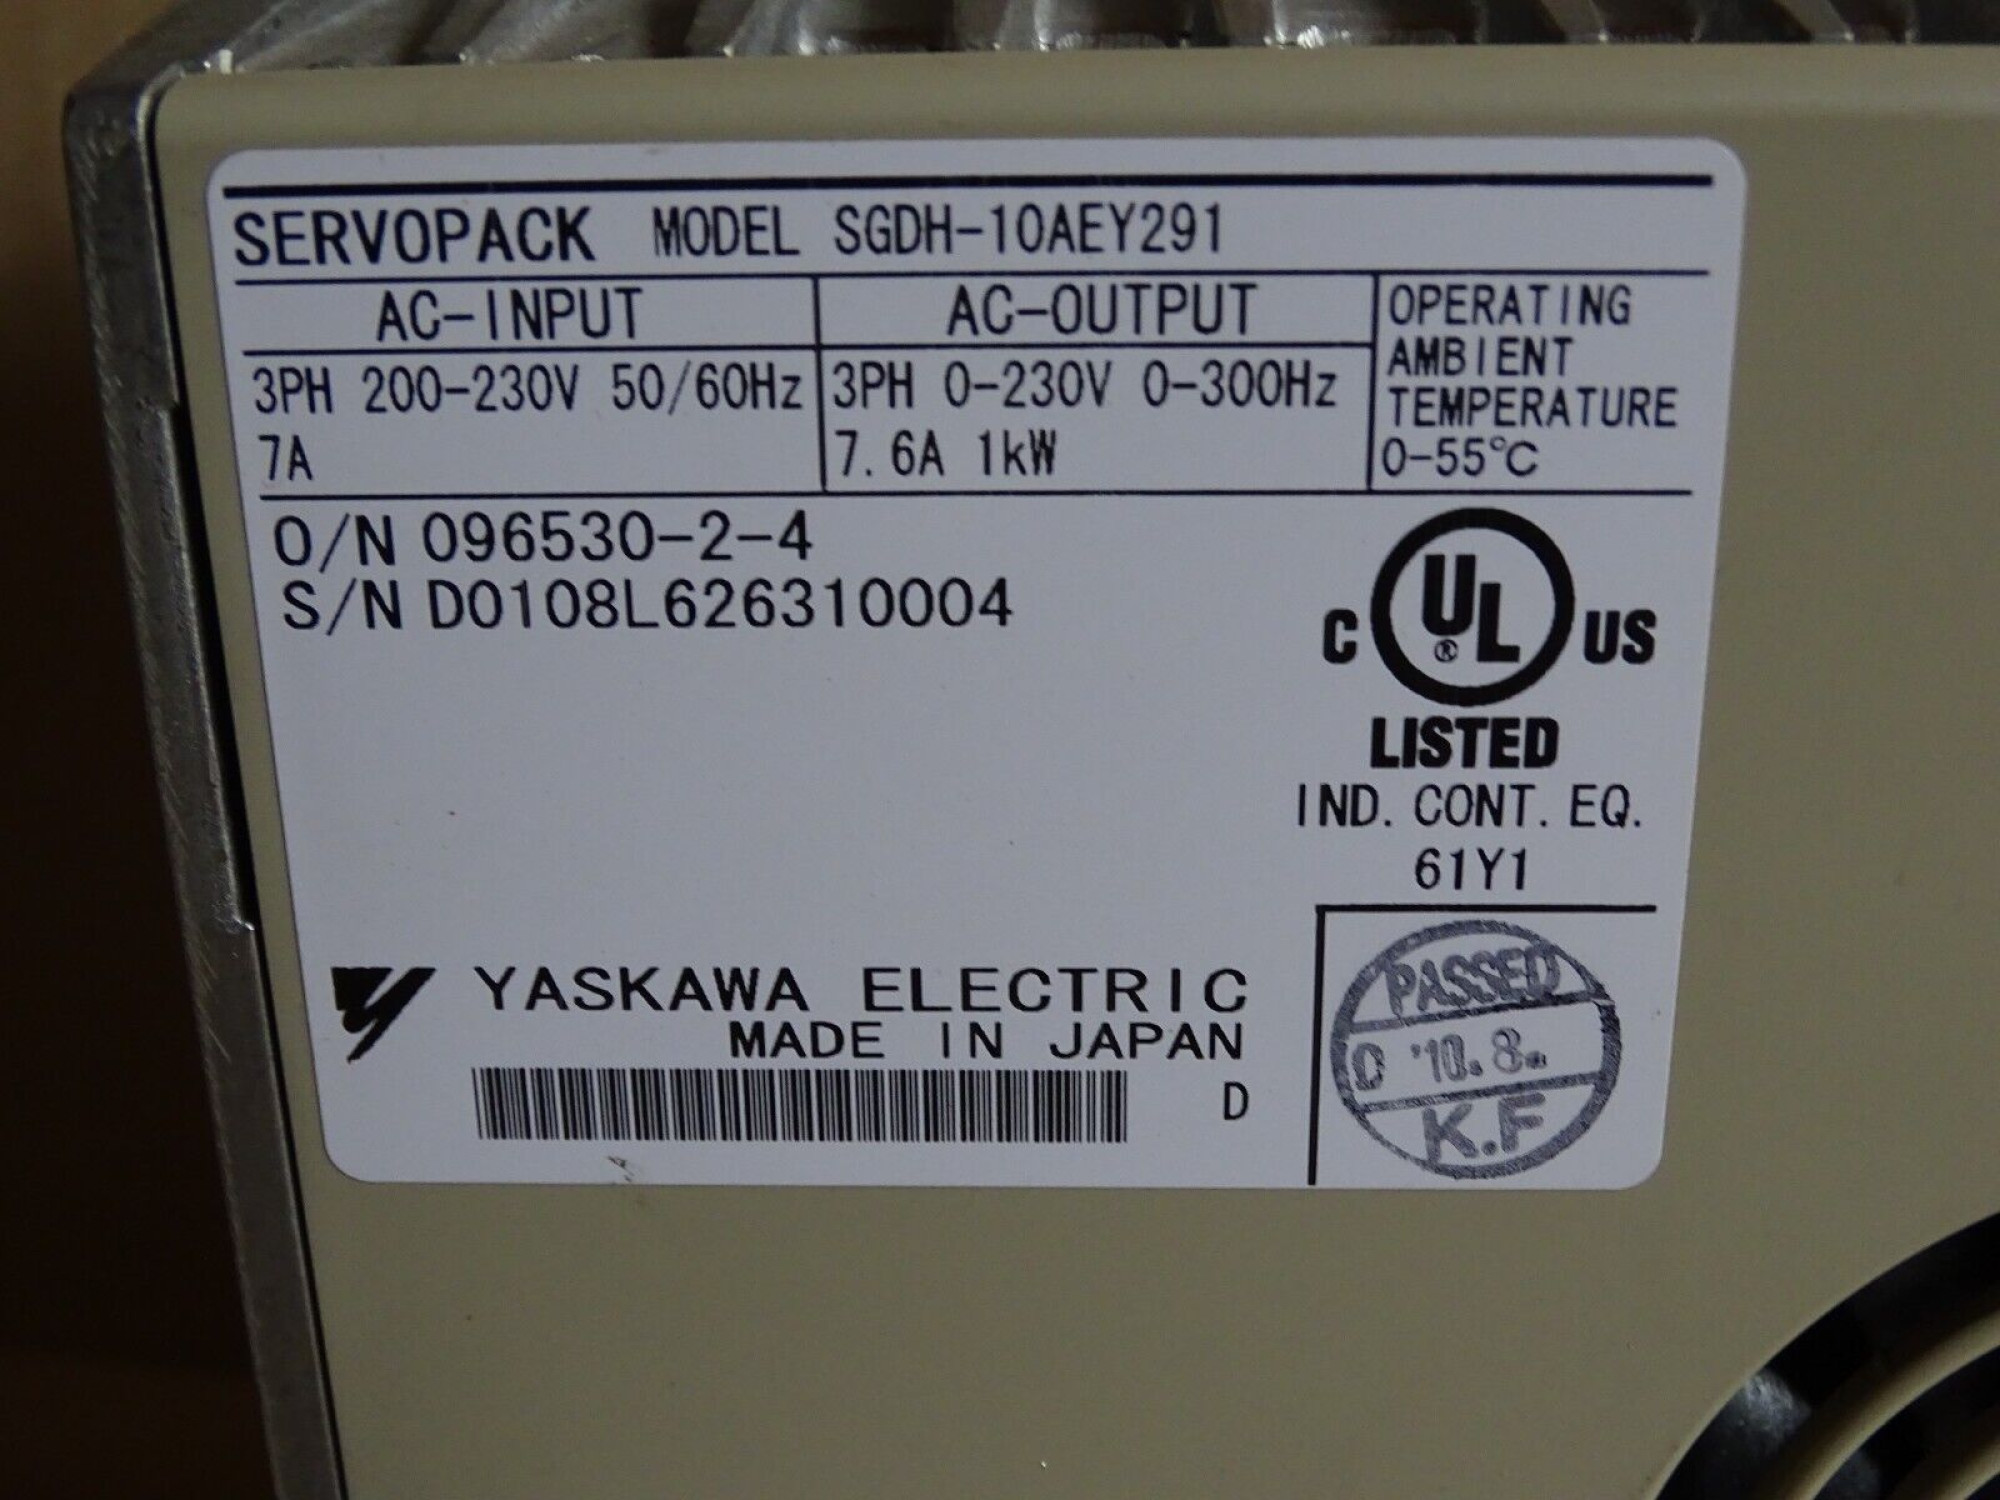 SERVOPACK MODEL SGDH-10AEY291
AC-INPUT
3PH 200-230V 50/60Hz
7A
AC-OUTPUT
3PH 0-230V 0-300Hz
7.6A 1kW
OPERATING
AMBIENT
TEMPERATURE
0-55℃
O/N 096530-2-4
S/N D0108L626310004
C UL® US
LISTED
IND. CONT. EQ.
61Y1
YASKAWA ELECTRIC
MADE IN JAPAN
D
PASSED
D '10.8.
K.F